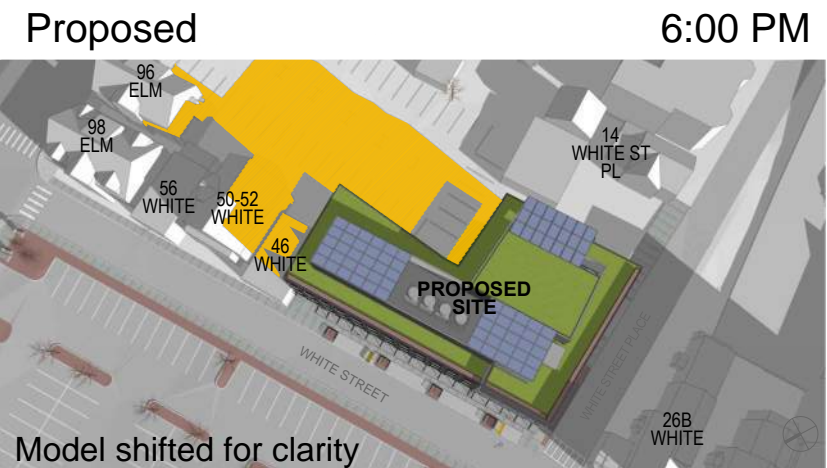 Proposed
6:00 PM
96
ELM
98
ELM
14
WHITE ST
PL
56
WHITE
50-52
WHITE
46
WHITE
PROPOSED
SITE
WHITE STREET
WHITE STREET PLACE
26B
WHITE
Model shifted for clarity